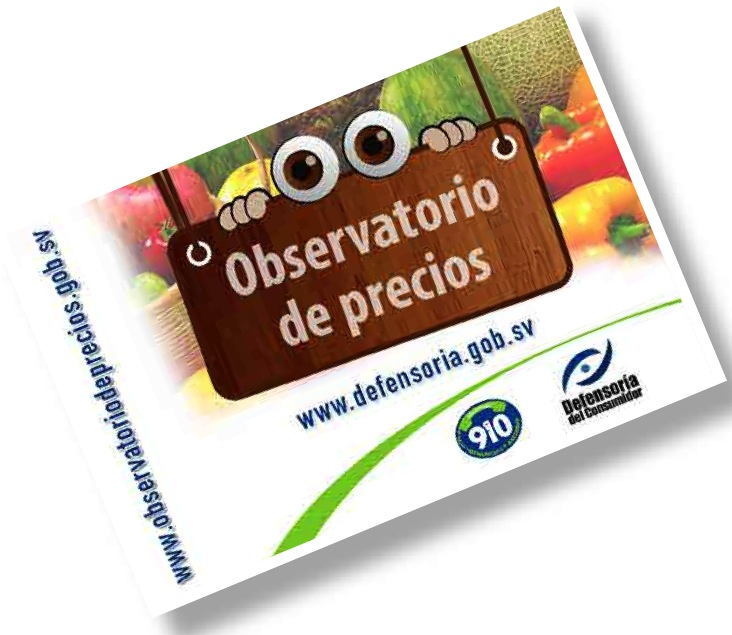 Observatorio
de precios
www.defensoria.gob.sv
www.observatoriodeprecios.gob.sv
910
Defensoría
del Consumidor